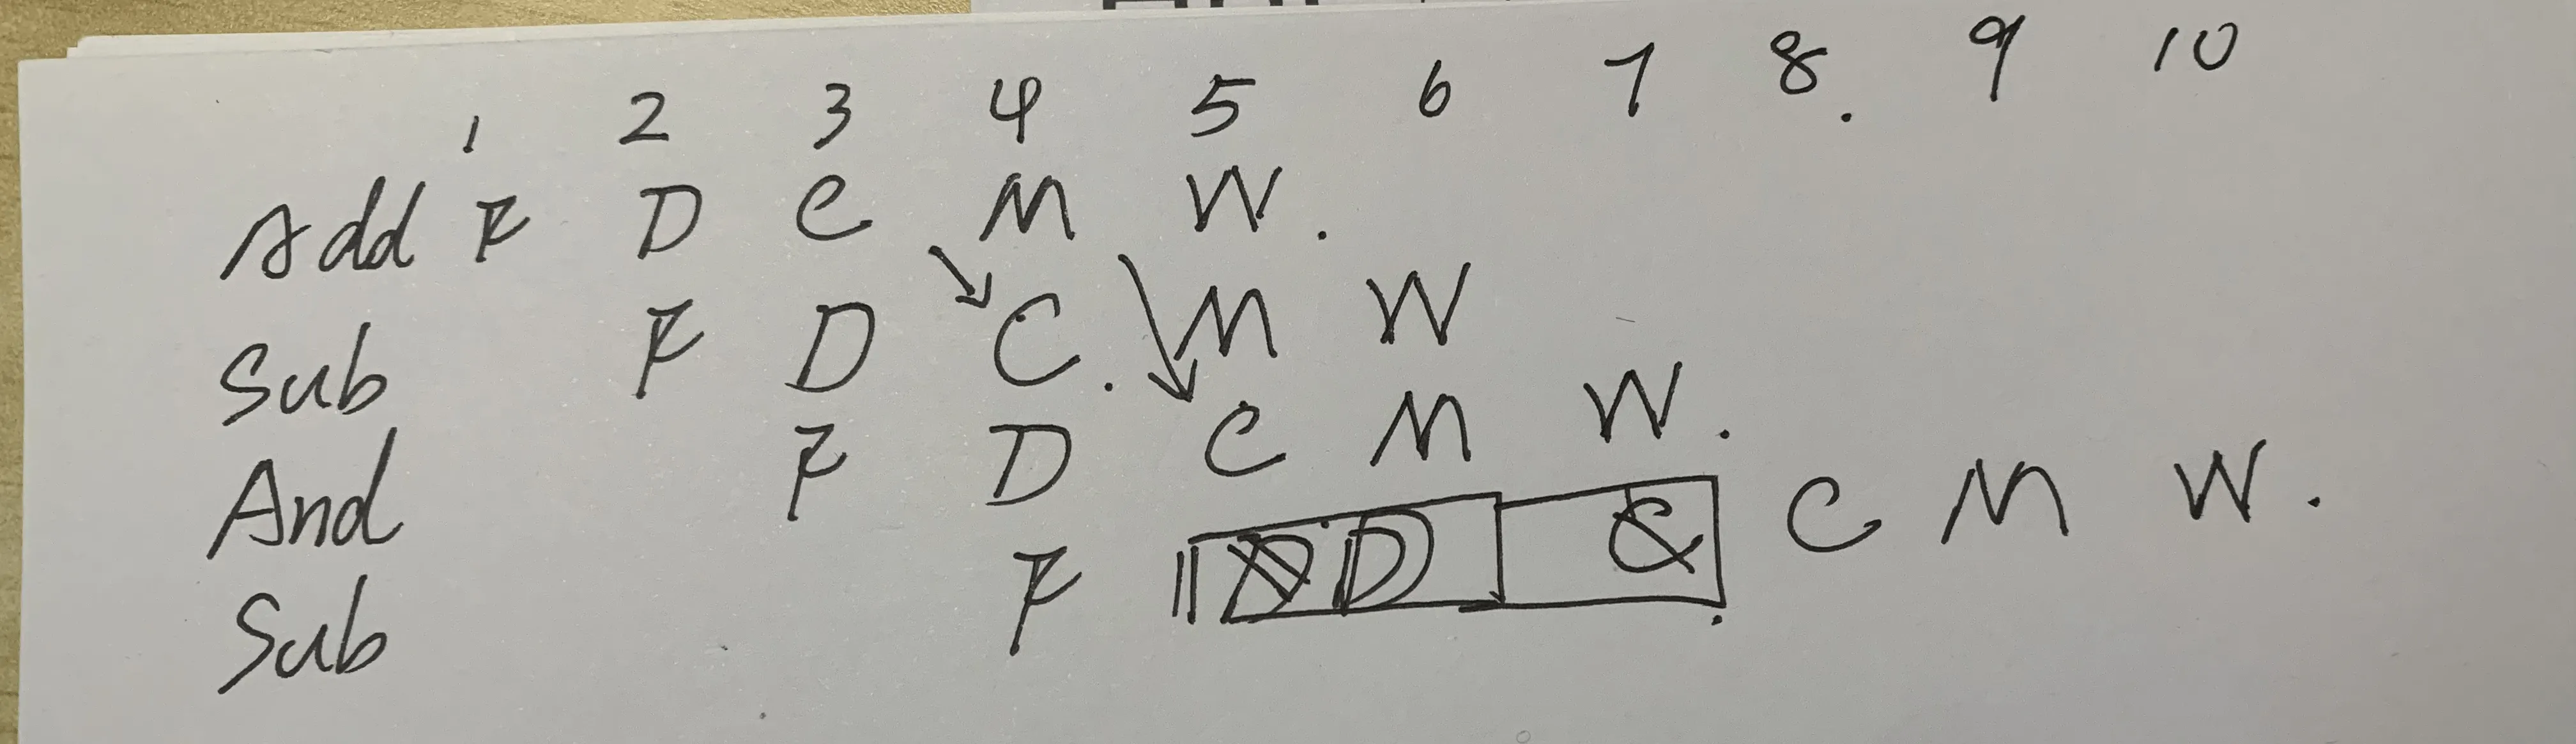 1 2 3 4 5 6 7 8. 9 10
Add F D C M W.
Sub F D C. M W
And F D C M W.
Sub F D C M W.